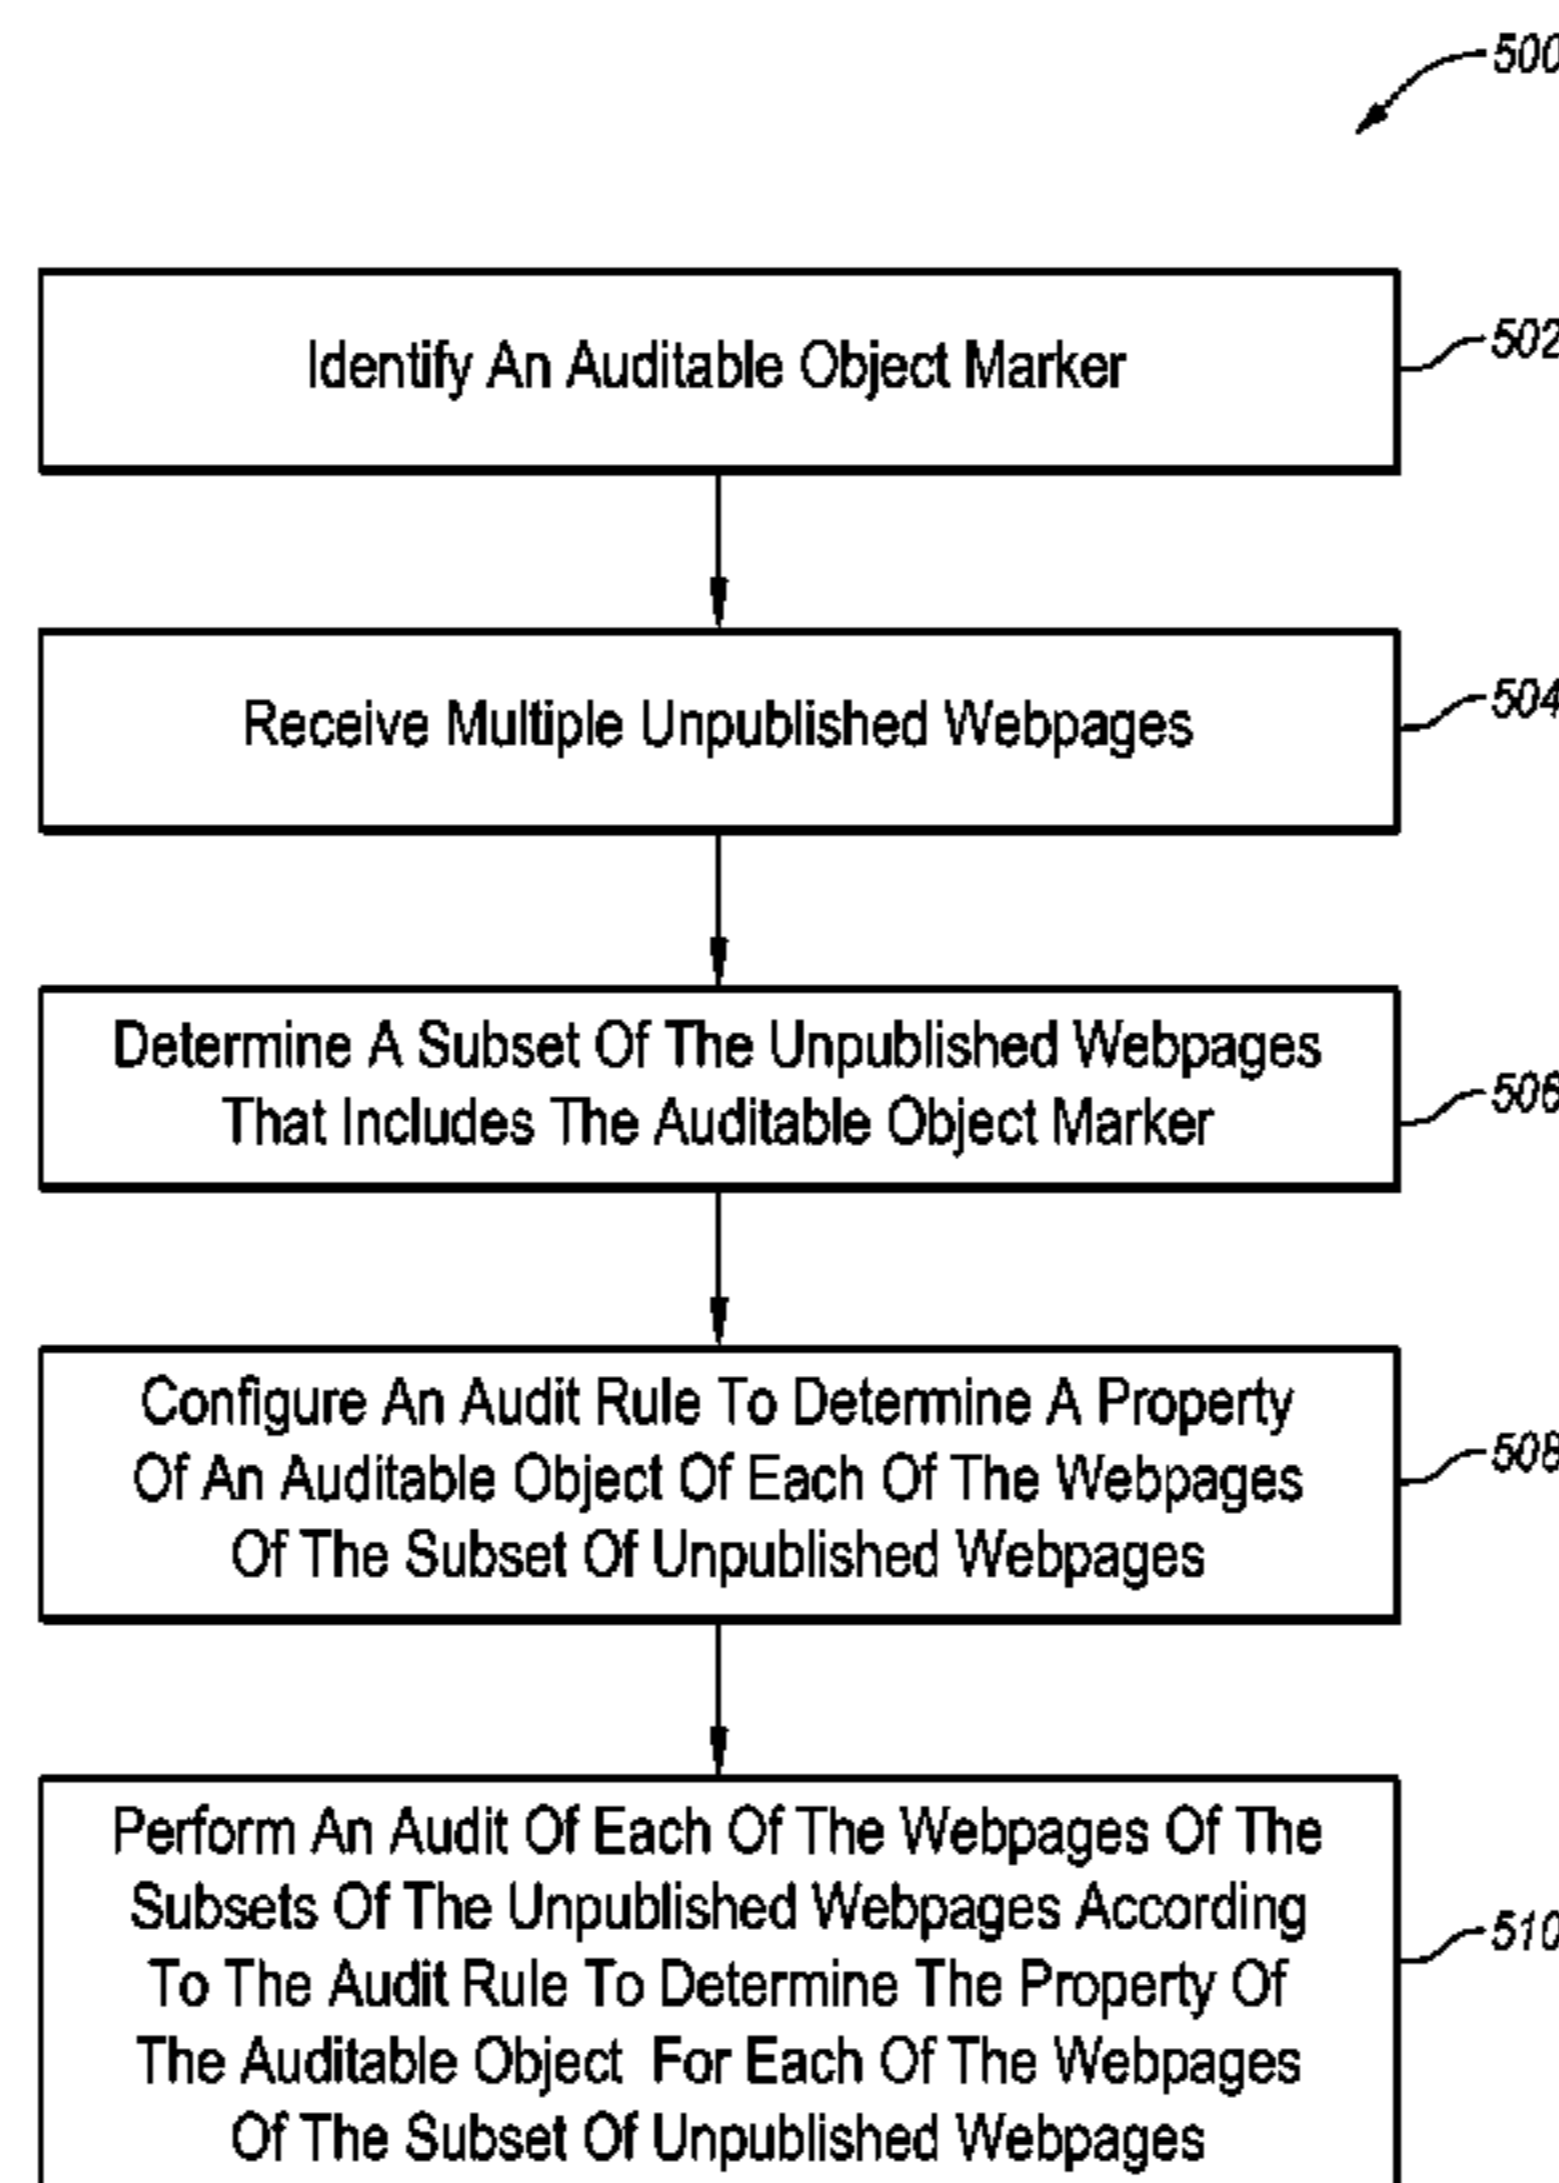 500
Identify An Auditable Object Marker
502
Receive Multiple Unpublished Webpages
504
Determine A Subset Of The Unpublished Webpages
That Includes The Auditable Object Marker
506
Configure An Audit Rule To Determine A Property
Of An Auditable Object Of Each Of The Webpages
Of The Subset Of Unpublished Webpages
508
Perform An Audit Of Each Of The Webpages Of The
Subsets Of The Unpublished Webpages According
To The Audit Rule To Determine The Property Of
The Auditable Object For Each Of The Webpages
Of The Subset Of Unpublished Webpages
510